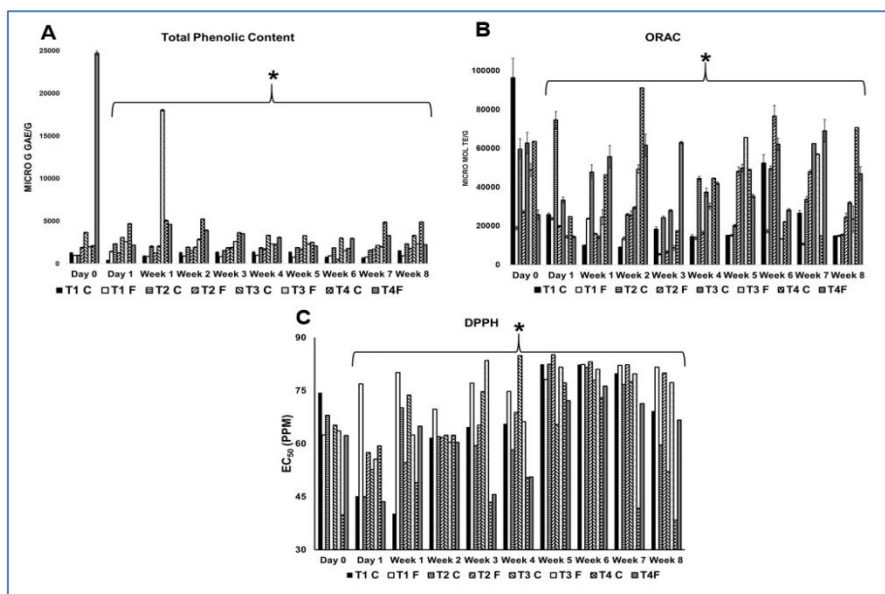 A
Total Phenolic Content
*
MICRO G GAE/G
25000
20000
15000
10000
5000
0
Day 0 Day 1 Week 1 Week 2 Week 3 Week 4 Week 5 Week 6 Week 7 Week 8
T1 C T1 F T2 C T2 F T3 C T3 F T4 C T4F
B
ORAC
*
MICRO MOL TE/G
100000
80000
60000
40000
20000
0
Day 0 Day 1 Week 1 Week 2 Week 3 Week 4 Week 5 Week 6 Week 7 Week 8
T1 C T1 F T2 C T2 F T3 C T3 F T4 C T4F
C
DPPH
*
EC50 (PPM)
90
75
60
45
30
Day 0 Day 1 Week 1 Week 2 Week 3 Week 4 Week 5 Week 6 Week 7 Week 8
T1 C T1 F T2 C T2 F T3 C T3 F T4 C T4F